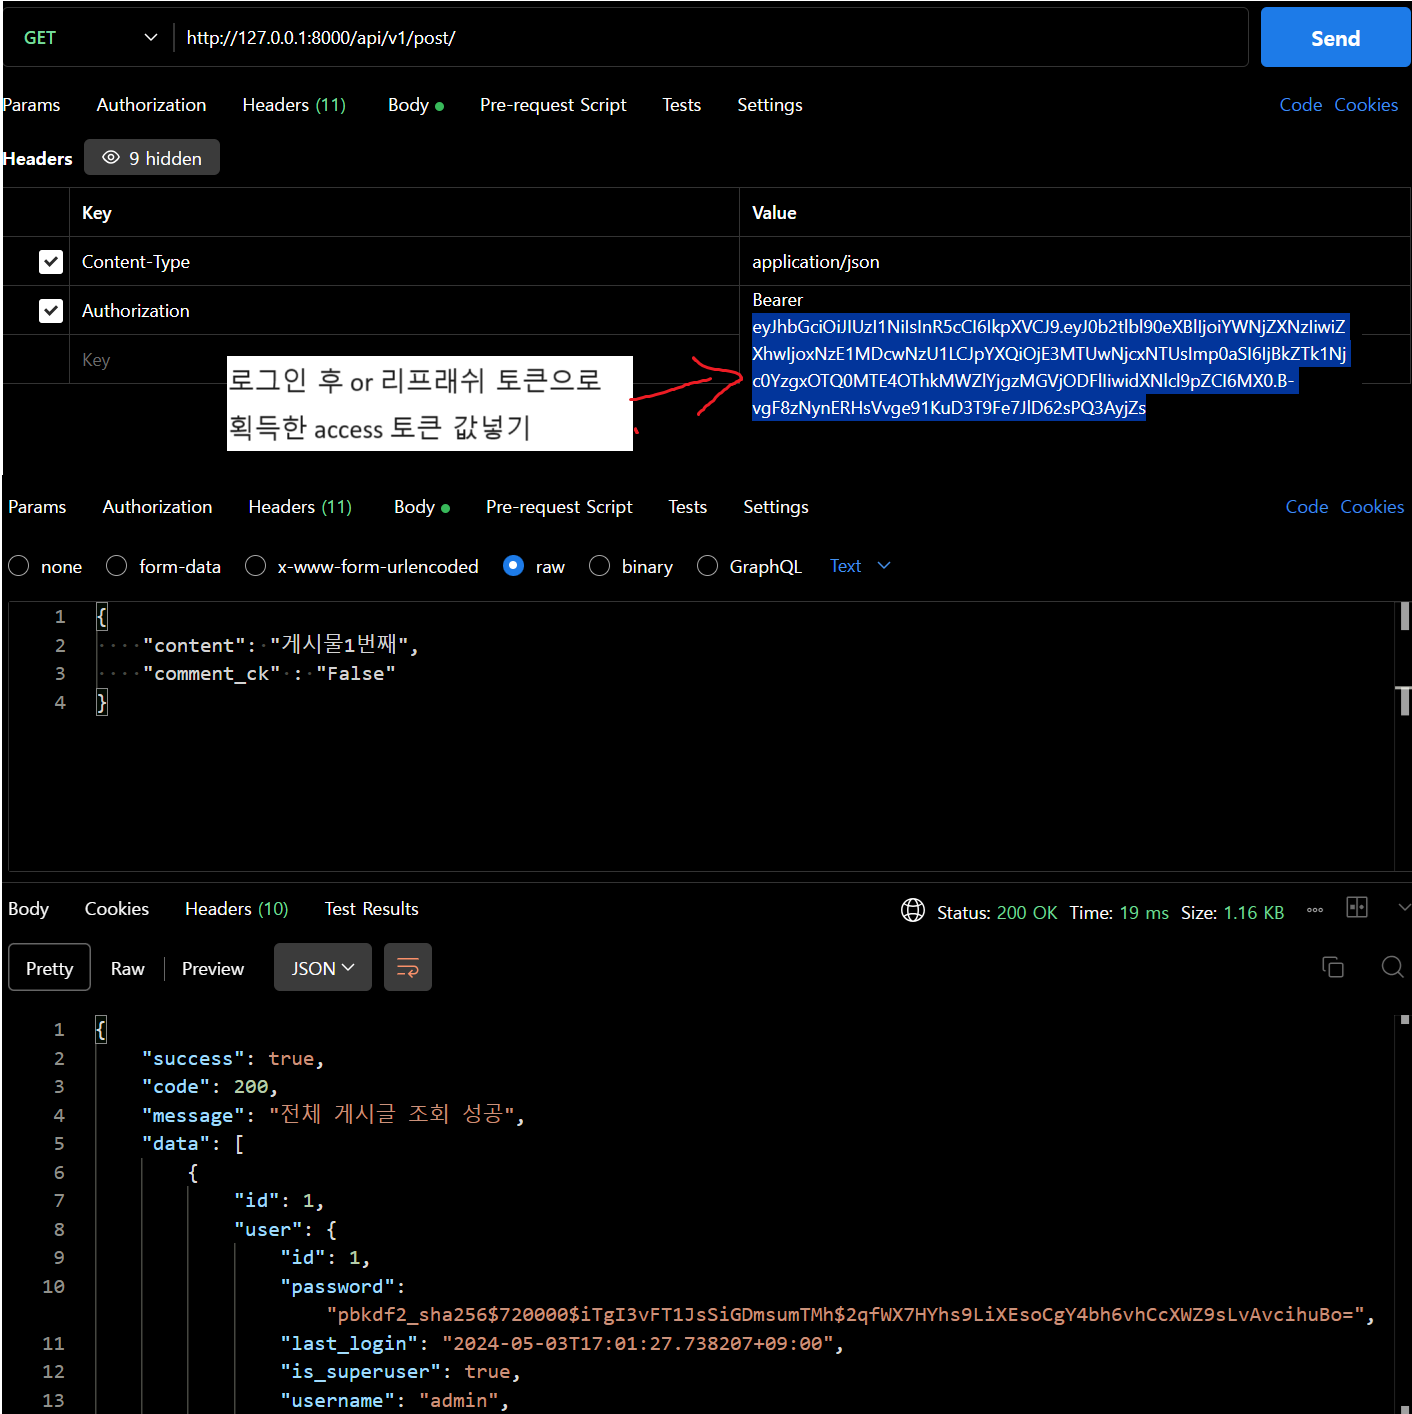 GET http://127.0.0.1:8000/api/v1/post/ Send
Params Authorization Headers (11) Body Pre-request Script Tests Settings Code Cookies
Headers 9 hidden
Key Value
Content-Type application/json
Authorization Bearer
eyJhbGciOiJIUzI1NiIsInR5cCI6IkpXVCJ9.eyJ0b2tlbl90eXBlIjoiYWNjZXNzIiwiZ
XhwIjoxNzE1MDcwNzU1LCJpYXQiOjE3MTUwNjcxNTUsImp0aSI6IjBkZTk1Nj
c0YzgxOTQ0MTE4OThkMWZlYjgzMGVjODFlIiwidXNlcl9pZCI6MX0.B-
vgF8zNynERHsVvge91KuD3T9Fe7JlD62sPQ3AyjZs
Key
로그인 후 or 리프래쉬 토큰으로
획득한 access 토큰 값넣기
Params Authorization Headers (11) Body Pre-request Script Tests Settings Code Cookies
none form-data x-www-form-urlencoded raw binary GraphQL Text
1 {
2 "content": "게시물1번째",
3 "comment_ck" : "False"
4 }
Body Cookies Headers (10) Test Results Status: 200 OK Time: 19 ms Size: 1.16 KB
Pretty Raw Preview JSON
1 {
2 "success": true,
3 "code": 200,
4 "message": "전체 게시글 조회 성공",
5 "data": [
6 {
7 "id": 1,
8 "user": {
9 "id": 1,
10 "password":
"pbkdf2_sha256$720000$iTgI3vFT1JsSiGDmsumTMh$2qfWX7HYhs9LiXEsoCgY4bh6vhCcXWZ9sLvAvcihuBo=",
11 "last_login": "2024-05-03T17:01:27.738207+09:00",
12 "is_superuser": true,
13 "username": "admin",